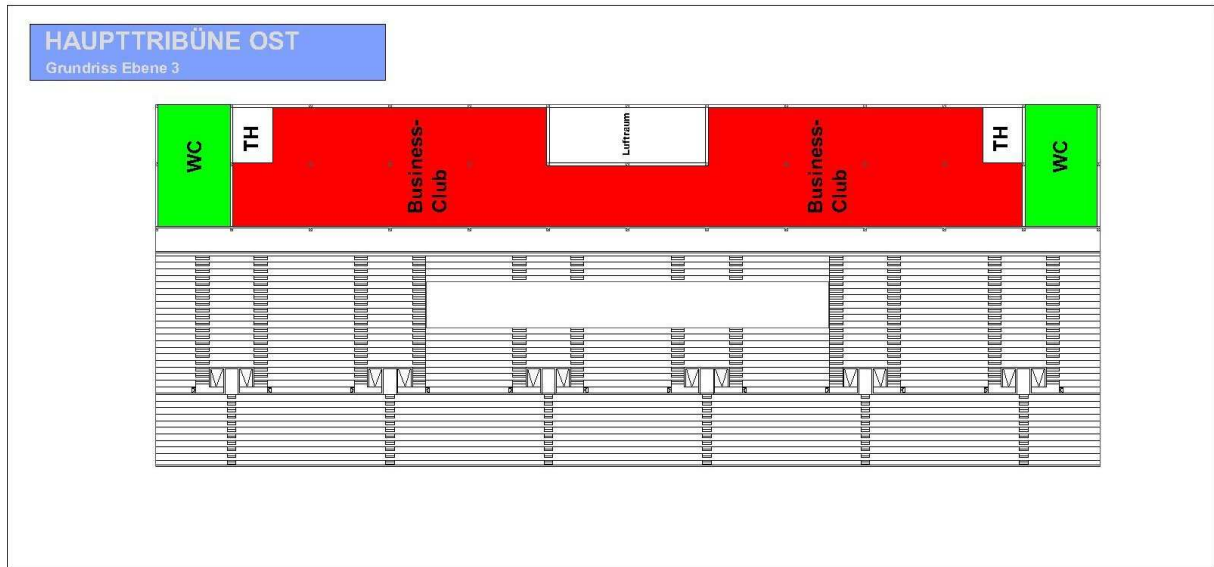 HAUPTTRIBÜNE OST
Grundriss Ebene 3
WC
TH
Business-
Club
Luftraum
Business-
Club
TH
WC